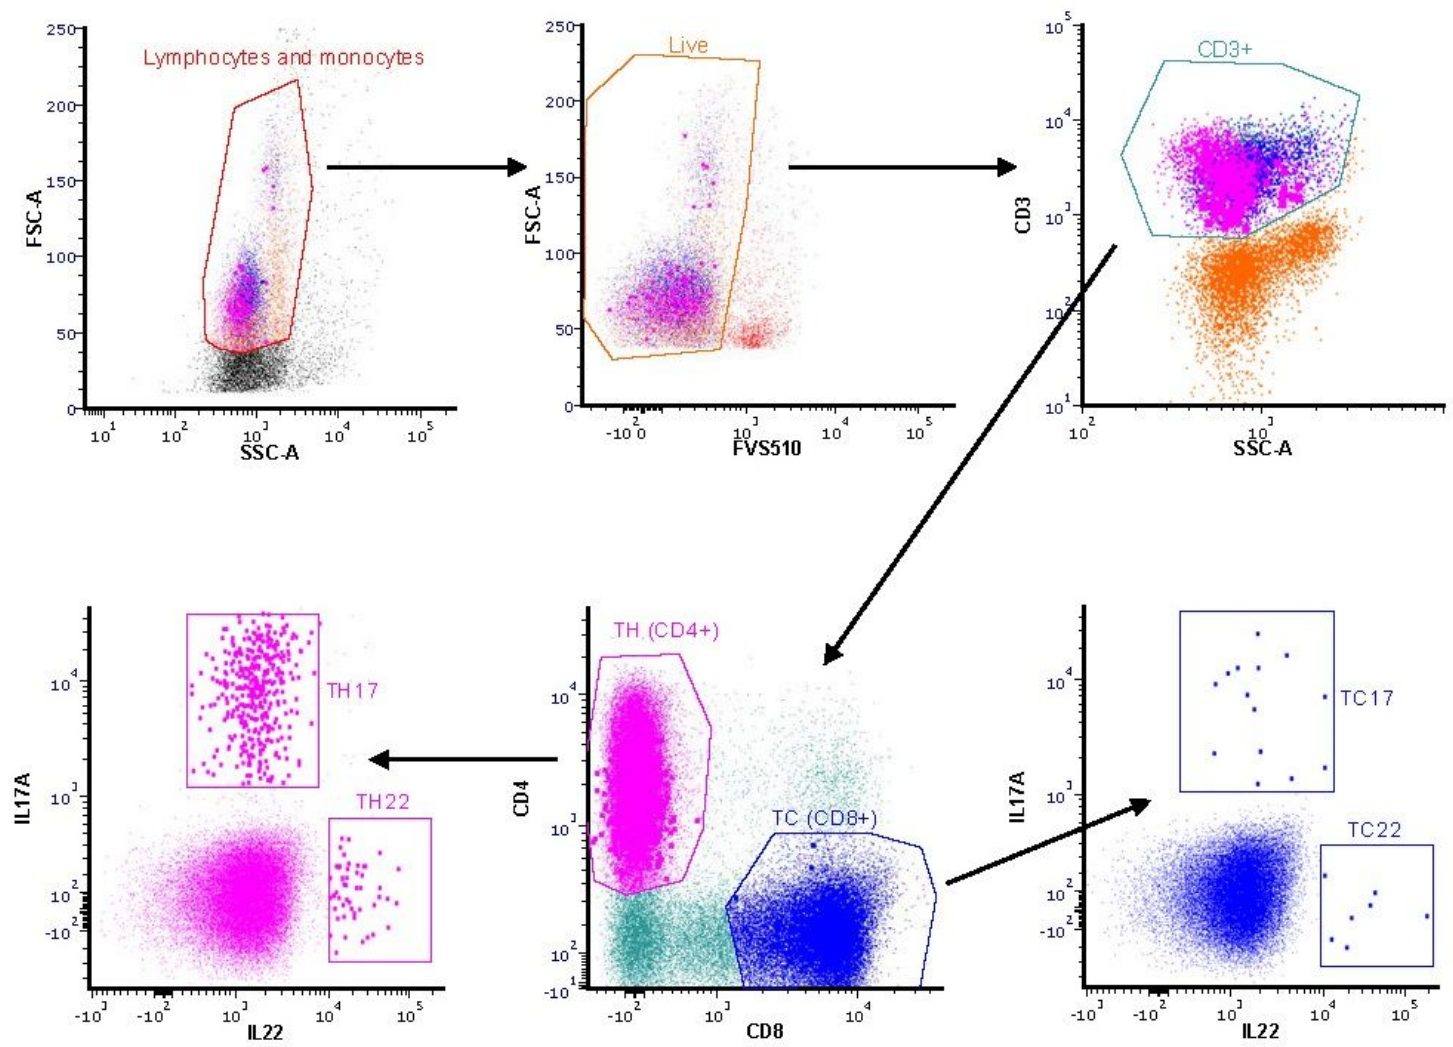 Lymphocytes and monocytes
250
200
150
100
50
0
FSC-A
10¹ 10² 10³ 10⁴ 10⁵
SSC-A
Live
250
200
150
100
50
0
FSC-A
-10² 0 10³ 10⁴ 10⁵
FVS510
CD3+
10⁵
10⁴
10³
10²
10¹
CD3
10² 10³
SSC-A
TH17
TH22
10⁴
10³
10²
-10²
IL17A
-10³ -10² 10³ 10⁴ 10⁵
IL22
TH (CD4+)
TC (CD8+)
10⁴
10³
10²
-10¹
CD4
-10² 10³ 10⁴
CD8
TC17
TC22
10⁴
10³
10²
-10²
IL17A
-10³ -10² 10³ 10⁴ 10⁵
IL22